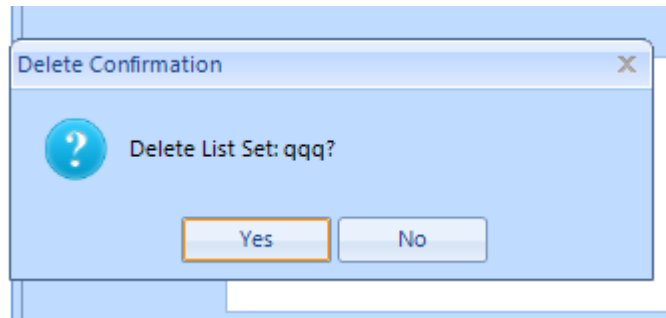 Delete Confirmation
Delete List Set: qqq?
Yes No